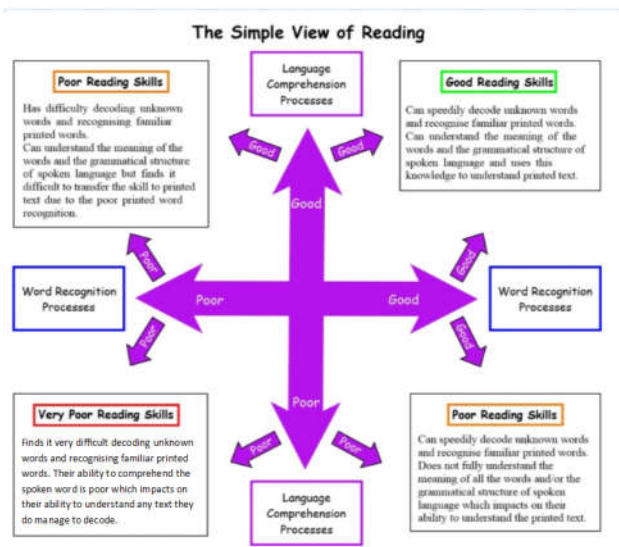 The Simple View of Reading
Language
Comprehension
Processes
Poor Reading Skills
Has difficulty decoding unknown
words and recognising familiar
printed words.
Can understand the meaning of the
words and the grammatical structure
of spoken language but finds it
difficult to transfer the skill to printed
text due to the poor printed word
recognition.
Good Reading Skills
Can speedily decode unknown words
and recognise familiar printed words.
Can understand the meaning of the
words and the grammatical structure of
spoken language and uses this
knowledge to understand printed text.
Good
Good
Good
Poor
Good
Word Recognition
Processes
Poor
Good
Word Recognition
Processes
Poor
Good
Poor
Poor
Poor
Very Poor Reading Skills
Finds it very difficult decoding unknown
words and recognising familiar printed
words. Their ability to comprehend the
spoken word is poor which impacts on
their ability to understand any text they
do manage to decode.
Poor Reading Skills
Can speedily decode unknown words
and recognise familiar printed words.
Does not fully understand the
meaning of all the words and/or the
grammatical structure of spoken
language which impacts on their
ability to understand the printed text.
Language
Comprehension
Processes